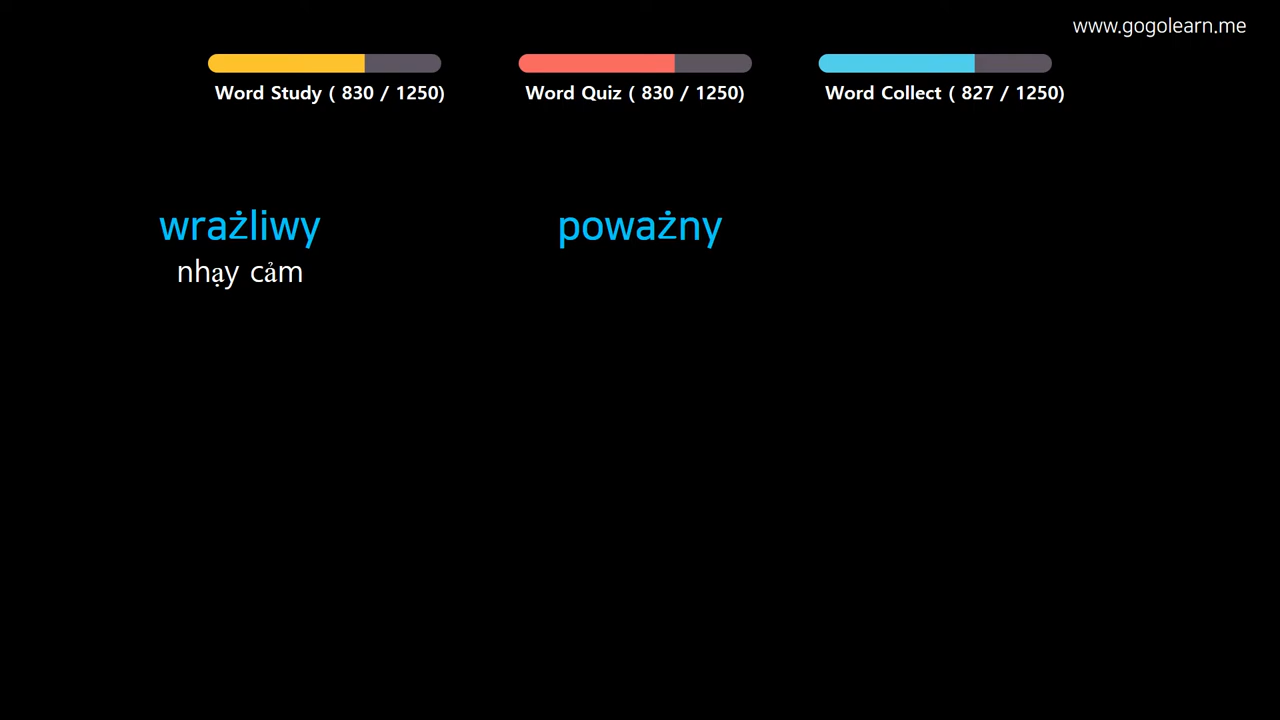 www.gogolearn.me
Word Study ( 830 / 1250)
Word Quiz ( 830 / 1250)
Word Collect ( 827 / 1250)
wrażliwy
nhạy cảm
poważny